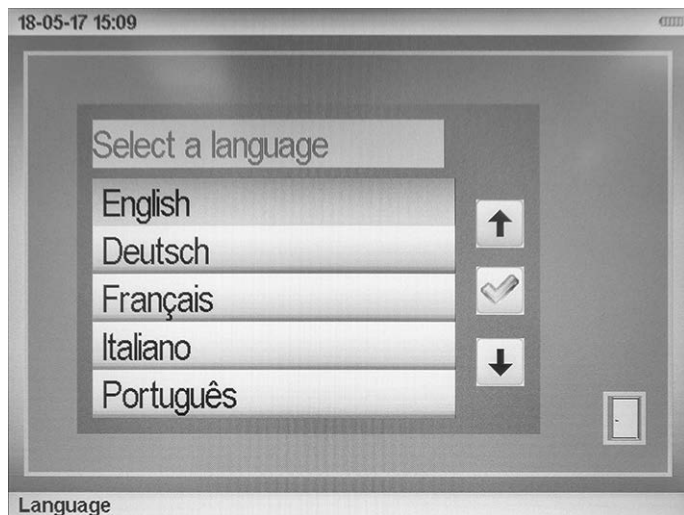 18-05-17 15:09
Select a language
English
Deutsch
Français
Italiano
Português
Language